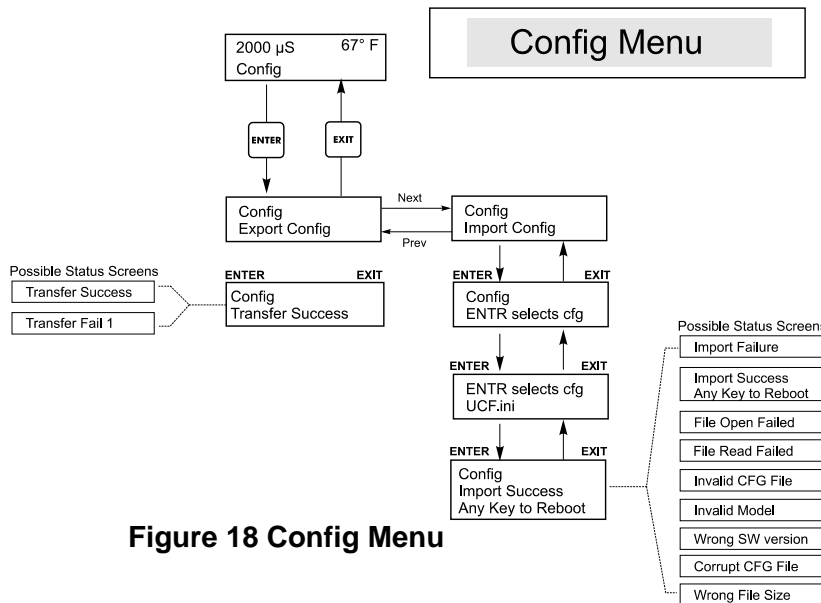 Config Menu
2000 µS 67° F
Config
ENTER EXIT
Config
Export Config
Next
Prev
Config
Import Config
Possible Status Screens
Transfer Success
Transfer Fail 1
ENTER EXIT
Config
Transfer Success
ENTER EXIT
Config
ENTR selects cfg
ENTER EXIT
ENTR selects cfg
UCF.ini
ENTER EXIT
Config
Import Success
Any Key to Reboot
Possible Status Screens
Import Failure
Import Success
Any Key to Reboot
File Open Failed
File Read Failed
Invalid CFG File
Invalid Model
Wrong SW version
Corrupt CFG File
Wrong File Size
Figure 18 Config Menu